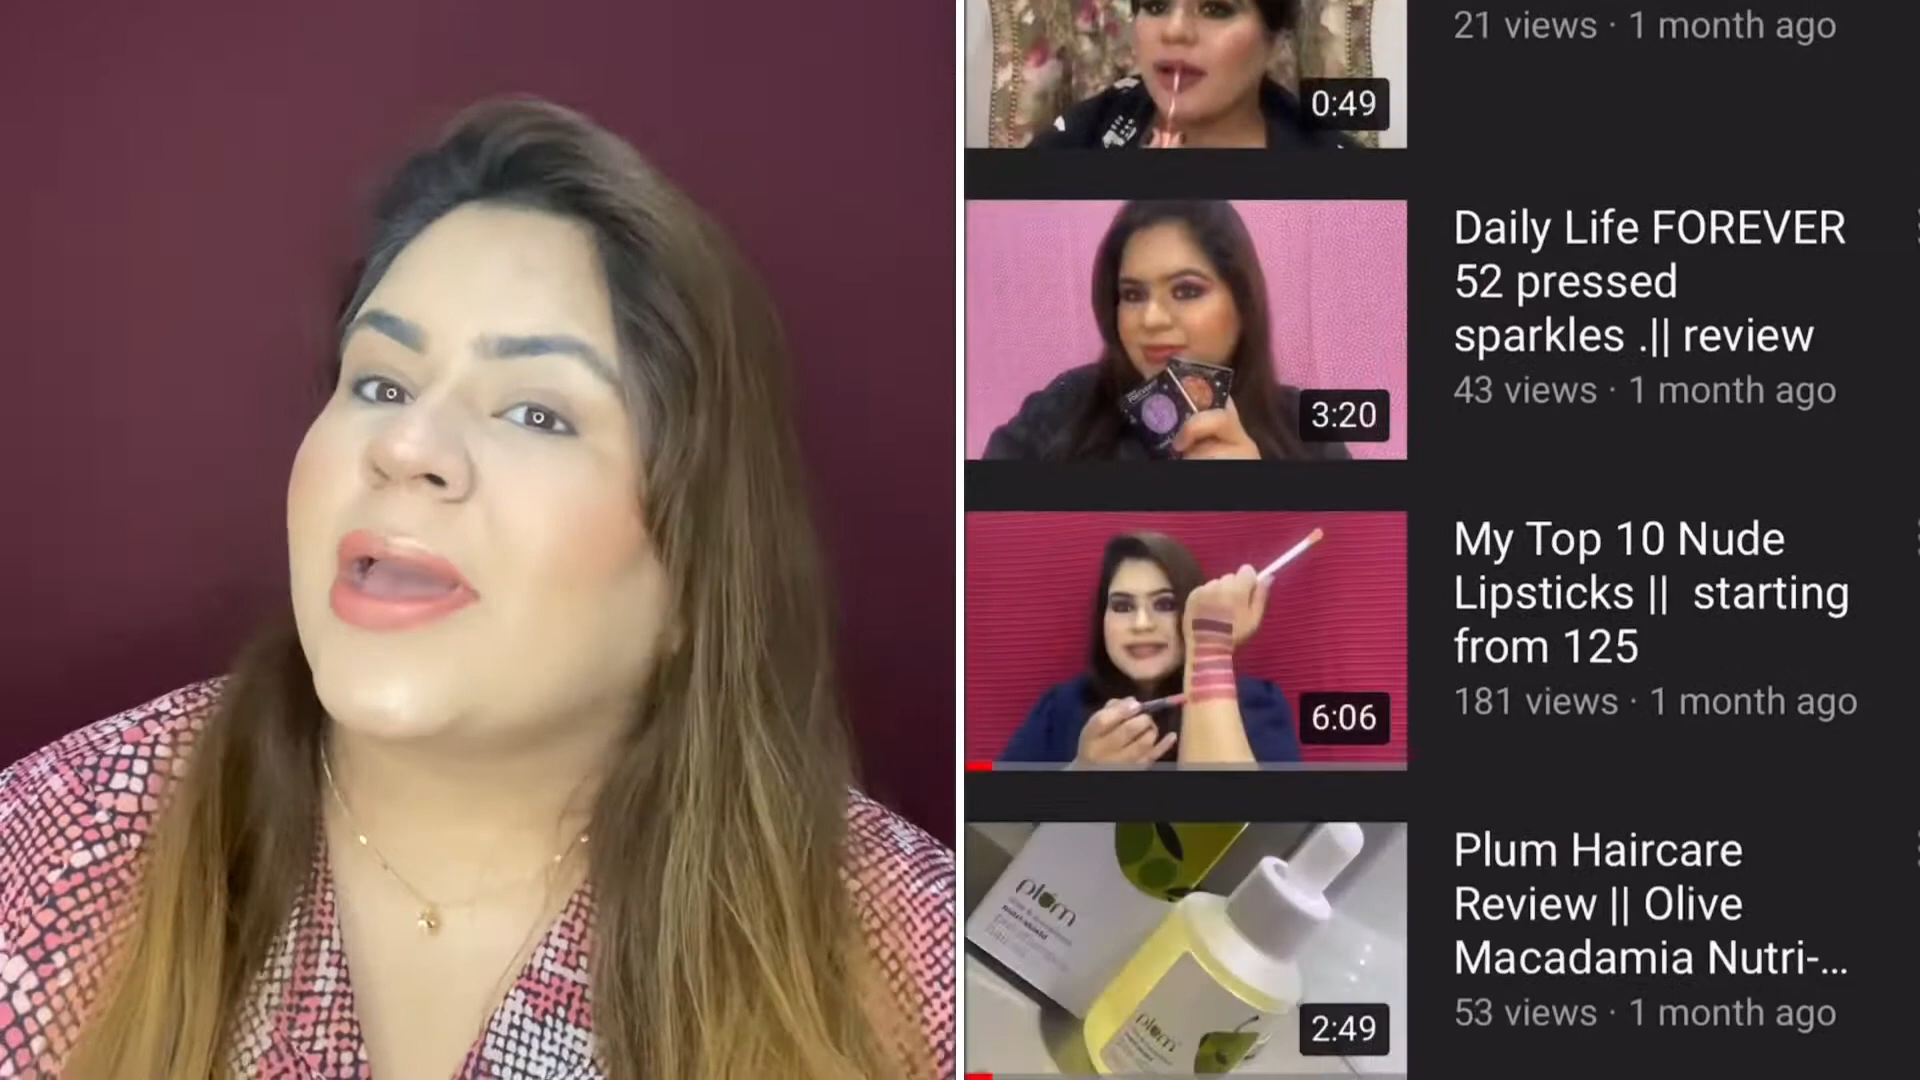 21 views · 1 month ago
0:49
Daily Life FOREVER
52 pressed
sparkles .|| review
43 views · 1 month ago
3:20
My Top 10 Nude
Lipsticks || starting
from 125
181 views · 1 month ago
6:06
Plum Haircare
Review || Olive
Macadamia Nutri-...
53 views · 1 month ago
plum
plum
2:49